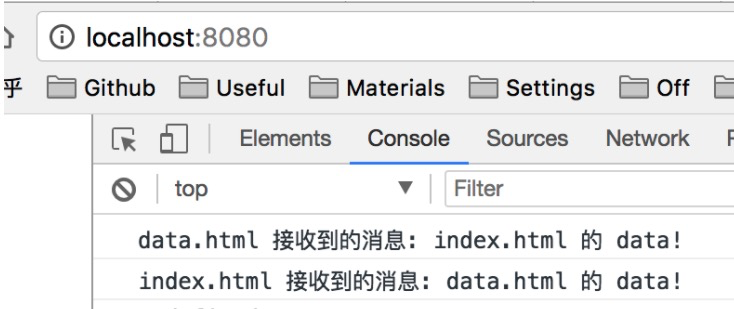 localhost:8080
乎 Github Useful Materials Settings Off
Elements Console Sources Network
top Filter
data.html 接收到的消息: index.html 的 data!
index.html 接收到的消息: data.html 的 data!